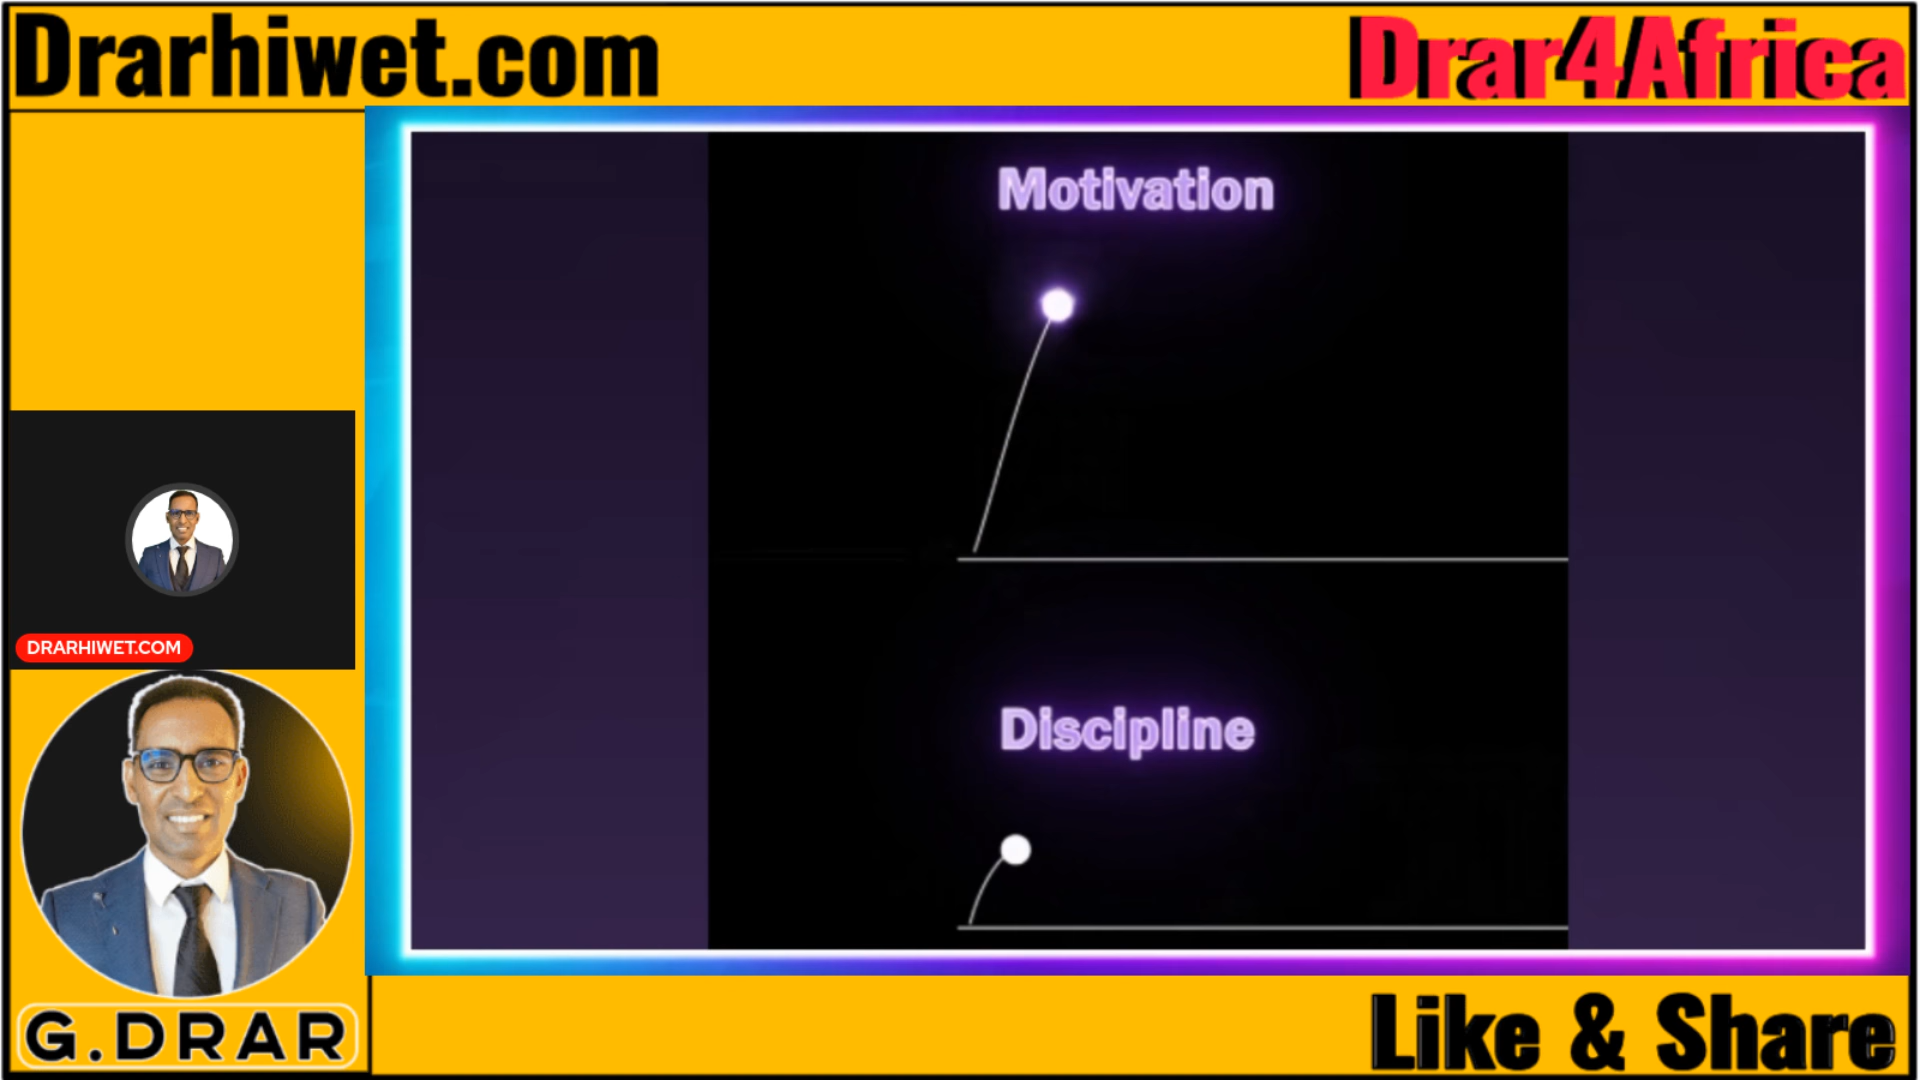 Drarhiwet.com
Drar4Africa
Motivation
Discipline
DRARHIWET.COM
G.DRAR
Like & Share